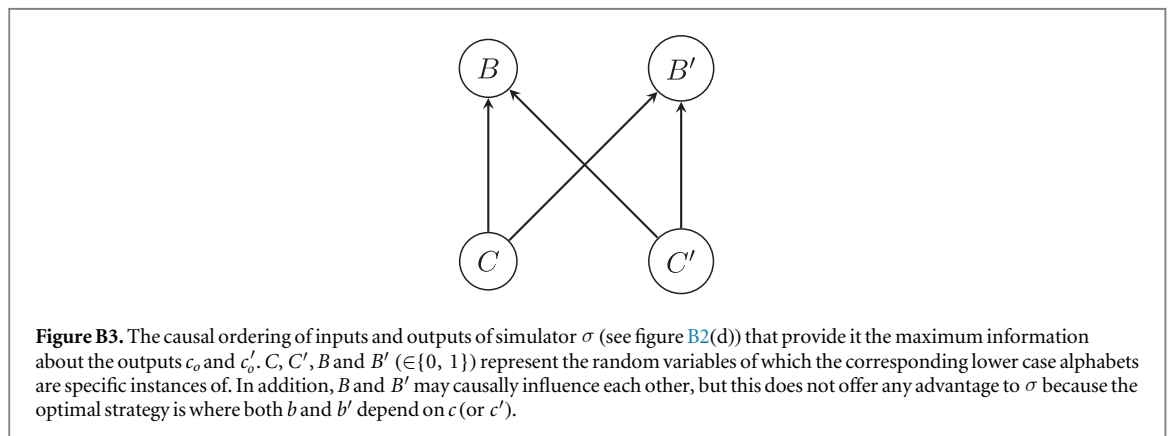 B B′
C C′
Figure B3. The causal ordering of inputs and outputs of simulator σ (see figure B2(d)) that provide it the maximum information
about the outputs cₒ and c′ₒ. C, C′, B and B′ (∈{0, 1}) represent the random variables of which the corresponding lower case alphabets
are specific instances of. In addition, B and B′ may causally influence each other, but this does not offer any advantage to σ because the
optimal strategy is where both b and b′ depend on c (or c′).